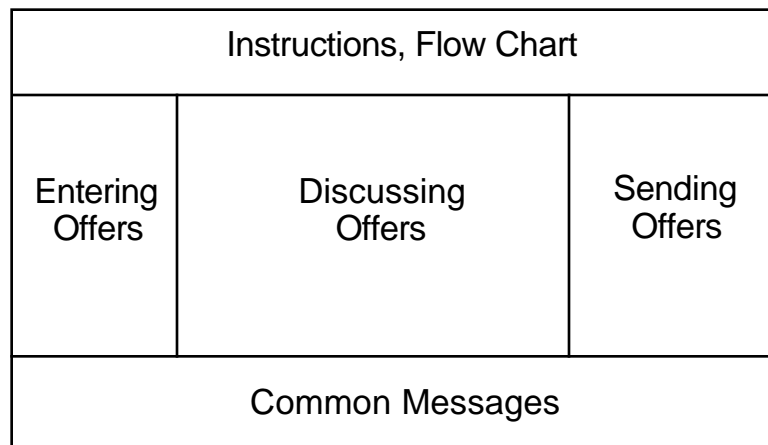 Instructions, Flow Chart
Entering
Offers
Discussing
Offers
Sending
Offers
Common Messages